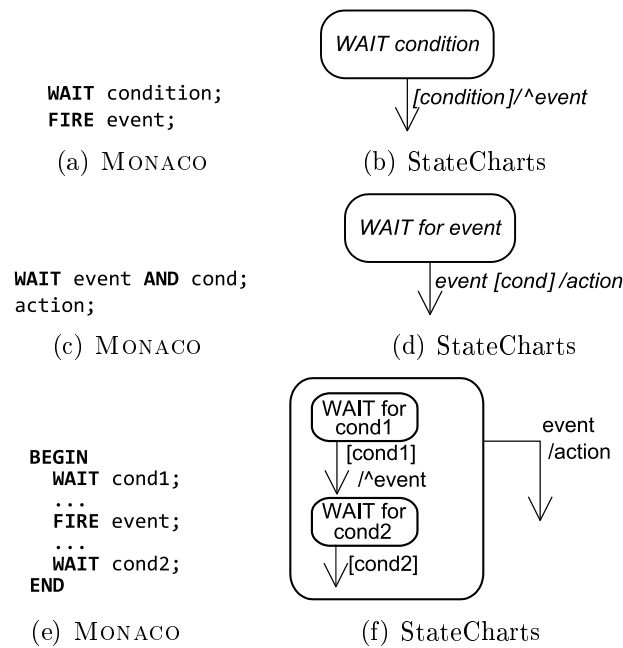 WAIT condition
WAIT condition;
FIRE event;
[condition]/^event
(a) MONACO
(b) StateCharts
WAIT for event
WAIT event AND cond;
action;
event [cond] /action
(c) MONACO
(d) StateCharts
BEGIN
WAIT cond1;
...
FIRE event;
...
WAIT cond2;
END
WAIT for
cond1
[cond1]
/^event
WAIT for
cond2
[cond2]
event
/action
(e) MONACO
(f) StateCharts